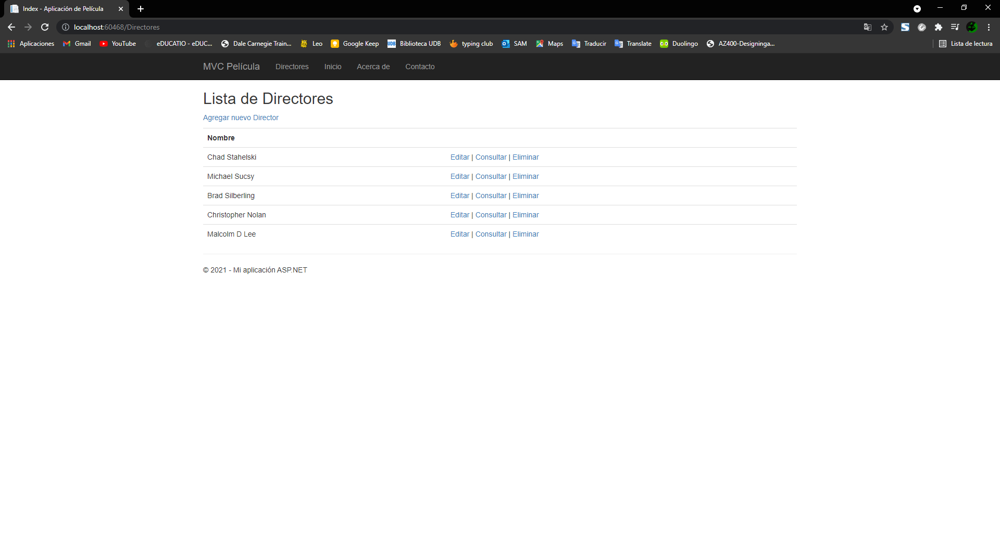 Index - Aplicación de Película
localhost:60468/Directores
Aplicaciones Gmail YouTube eDUCATIO - eDUC... Dale Carnegie Train... Leo Google Keep UDB Biblioteca UDB typing club SAM Maps Traducir Translate Duolingo AZ400-Designinga... Lista de lectura
MVC Película Directores Inicio Acerca de Contacto
Lista de Directores
Agregar nuevo Director
Nombre
Chad Stahelski Editar | Consultar | Eliminar
Michael Sucsy Editar | Consultar | Eliminar
Brad Silberling Editar | Consultar | Eliminar
Christopher Nolan Editar | Consultar | Eliminar
Malcolm D Lee Editar | Consultar | Eliminar
© 2021 - Mi aplicación ASP.NET